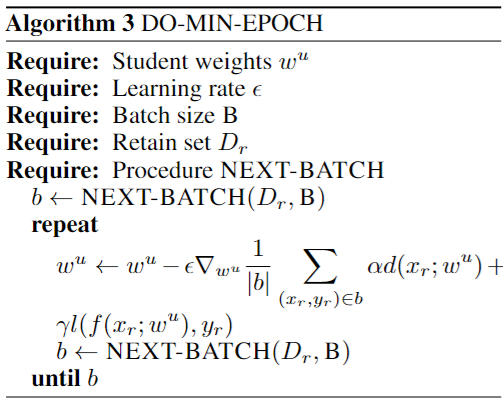 Algorithm 3 DO-MIN-EPOCH
Require: Student weights $w^u$
Require: Learning rate $\epsilon$
Require: Batch size B
Require: Retain set $D_r$
Require: Procedure NEXT-BATCH
$b \leftarrow$ NEXT-BATCH($D_r$, B)
repeat
$w^u \leftarrow w^u - \epsilon \nabla_{w^u} \frac{1}{|b|} \sum_{(x_r, y_r) \in b} \alpha d(x_r; w^u) +$
$\gamma l(f(x_r; w^u), y_r)$
$b \leftarrow$ NEXT-BATCH($D_r$, B)
until $b$